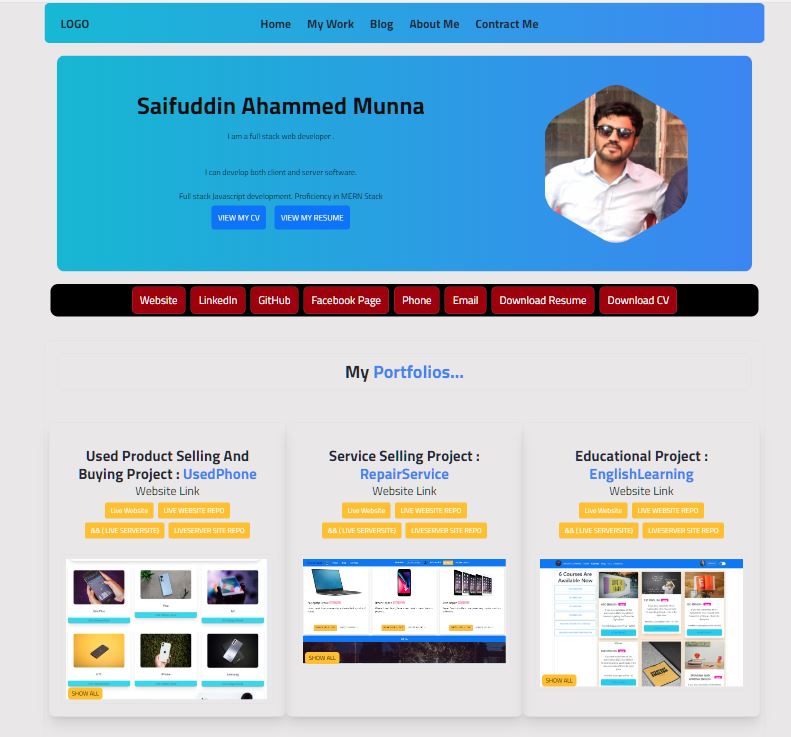 LOGO Home My Work Blog About Me Contract Me
Saifuddin Ahammed Munna
I am a full stack web developer .
I can develop both client and server software.
Full stack Javascript development. Proficiency in MERN Stack
VIEW MY CV VIEW MY RESUME
Website LinkedIn GitHub Facebook Page Phone Email Download Resume Download CV
My Portfolios...
Used Product Selling And
Buying Project : UsedPhone
Website Link
Live Website LIVE WEBSITE REPO
&& ( LIVE SERVERSITE) LIVESERVER SITE REPO
SHOW ALL
Service Selling Project :
RepairService
Website Link
Live Website LIVE WEBSITE REPO
&& ( LIVE SERVERSITE) LIVESERVER SITE REPO
SHOW ALL
Educational Project :
EnglishLearning
Website Link
Live Website LIVE WEBSITE REPO
&& ( LIVE SERVERSITE) LIVESERVER SITE REPO
6 Courses Are
Available Now
SHOW ALL